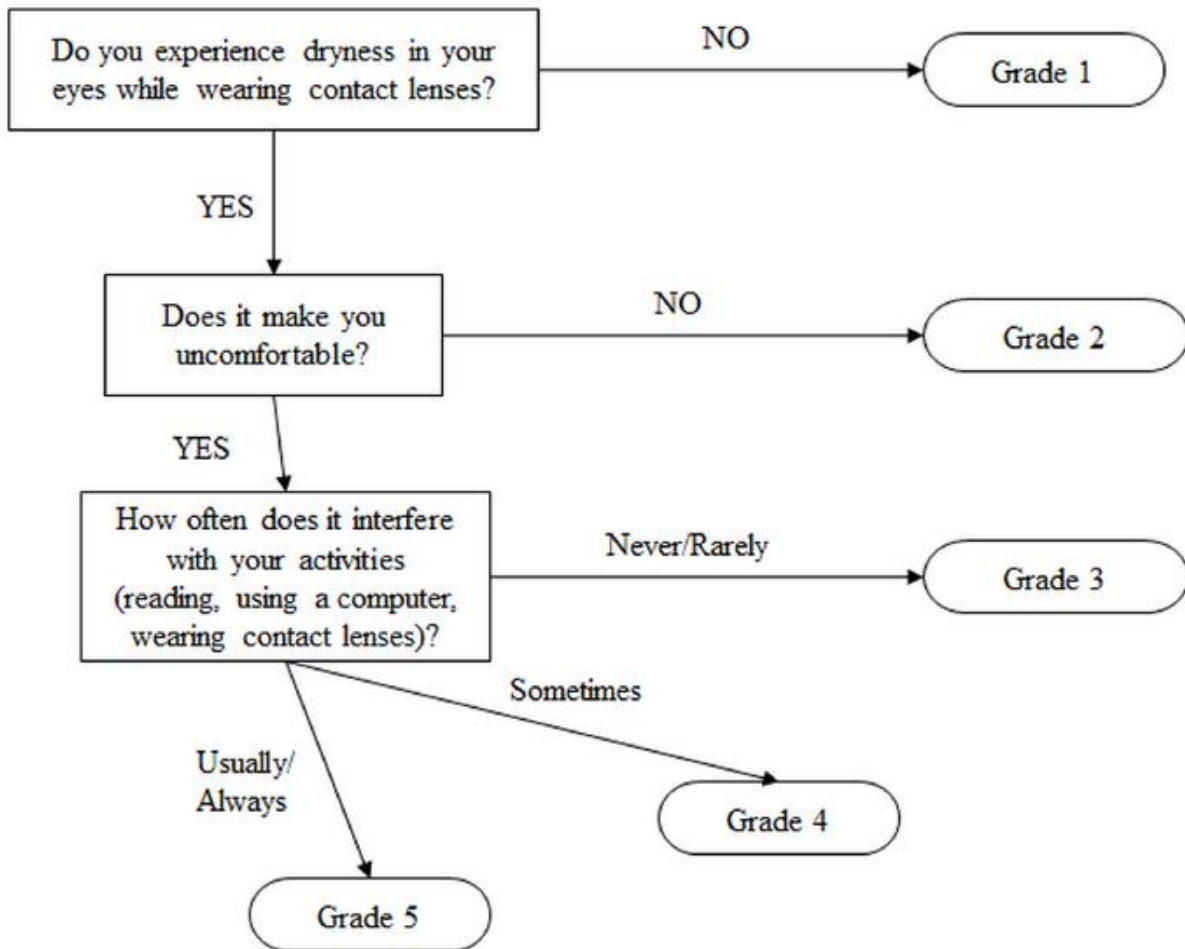 Do you experience dryness in your
eyes while wearing contact lenses?
NO
Grade 1
YES
Does it make you
uncomfortable?
NO
Grade 2
YES
How often does it interfere
with your activities
(reading, using a computer,
wearing contact lenses)?
Never/Rarely
Grade 3
Sometimes
Usually/
Always
Grade 4
Grade 5